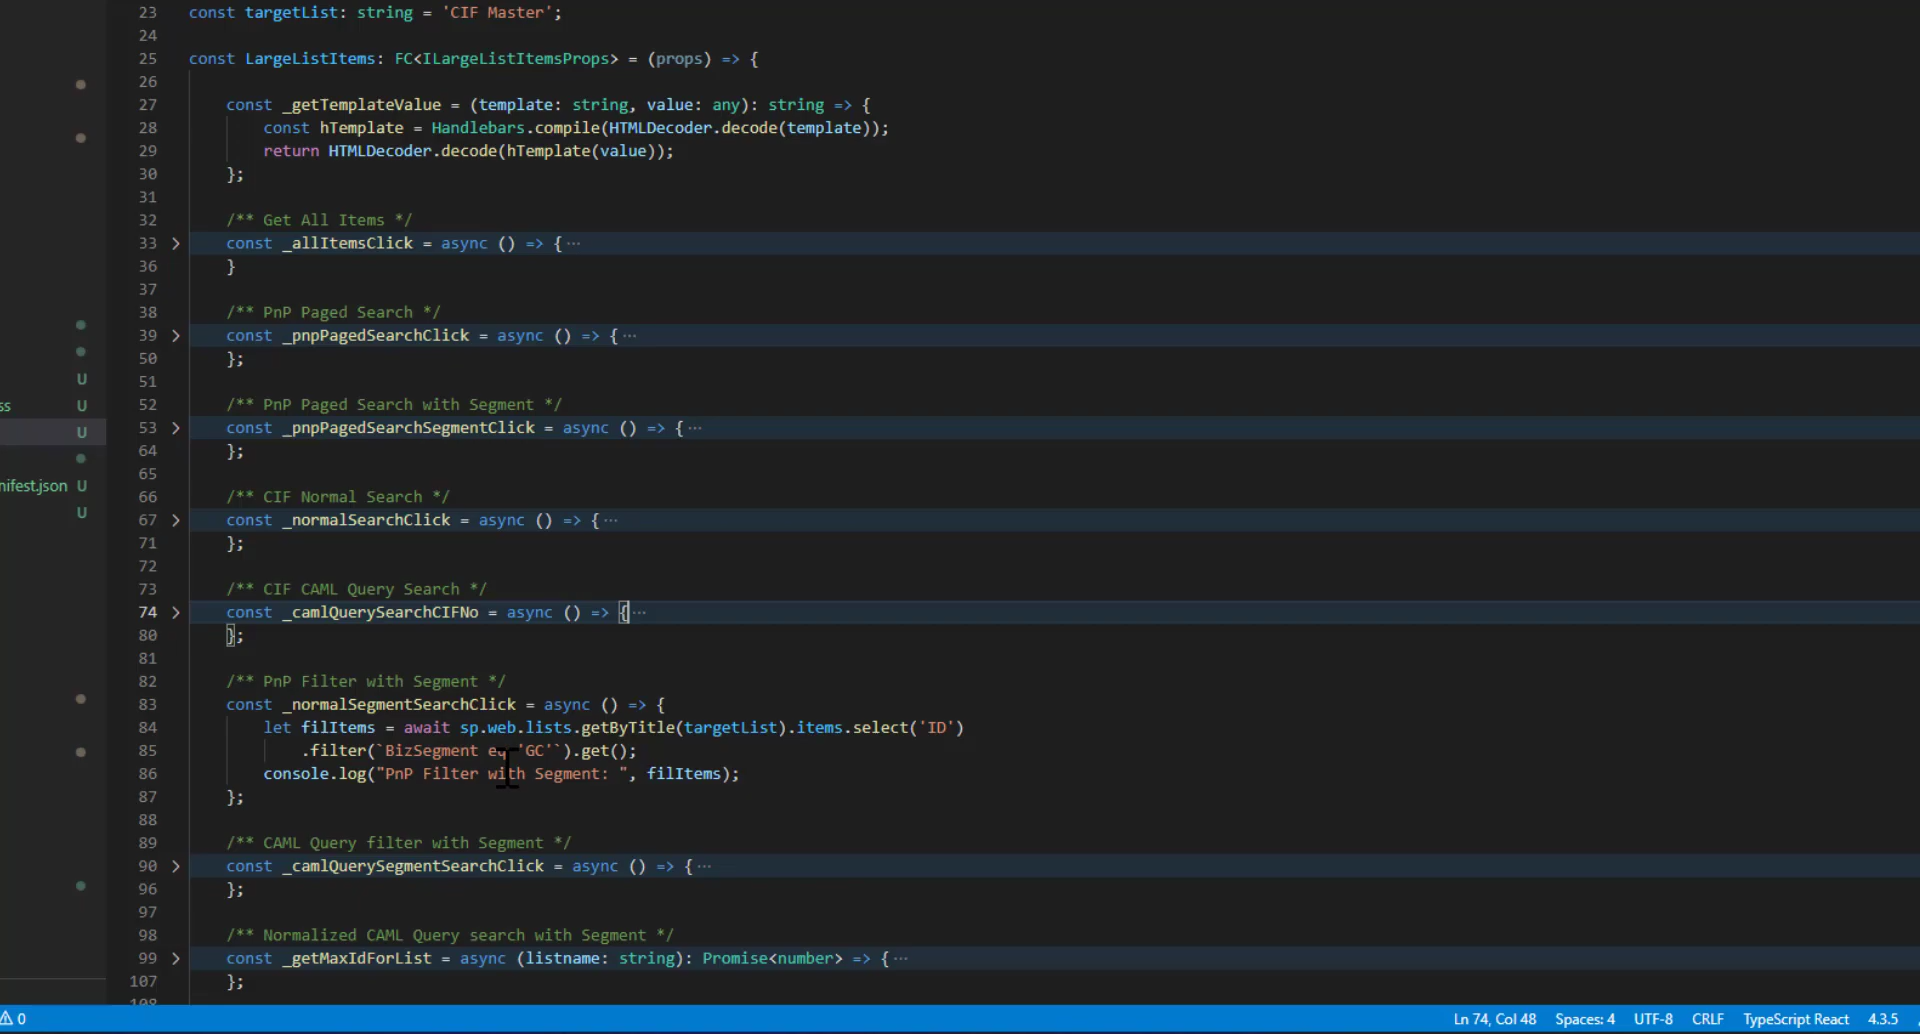 ss U
U
U
nifest.json U
U
23 const targetList: string = 'CIF Master';
24
25 const LargeListItems: FC<ILargeListItemsProps> = (props) => {
26
27 const _getTemplateValue = (template: string, value: any): string => {
28 const hTemplate = Handlebars.compile(HTMLDecoder.decode(template));
29 return HTMLDecoder.decode(hTemplate(value));
30 };
31
32 /** Get All Items */
33 const _allItemsClick = async () => {···
36 }
37
38 /** PnP Paged Search */
39 const _pnpPagedSearchClick = async () => {···
50 };
51
52 /** PnP Paged Search with Segment */
53 const _pnpPagedSearchSegmentClick = async () => {···
64 };
65
66 /** CIF Normal Search */
67 const _normalSearchClick = async () => {···
71 };
72
73 /** CIF CAML Query Search */
74 const _camlQuerySearchCIFNo = async () => {···
80 };
81
82 /** PnP Filter with Segment */
83 const _normalSegmentSearchClick = async () => {
84 let filItems = await sp.web.lists.getByTitle(targetList).items.select('ID')
85 .filter(`BizSegment eq 'GC'`).get();
86 console.log("PnP Filter with Segment: ", filItems);
87 };
88
89 /** CAML Query filter with Segment */
90 const _camlQuerySegmentSearchClick = async () => {···
96 };
97
98 /** Normalized CAML Query search with Segment */
99 const _getMaxIdForList = async (listname: string): Promise<number> => {···
107 };
108
0 Ln 74, Col 48 Spaces: 4 UTF-8 CRLF TypeScript React 4.3.5